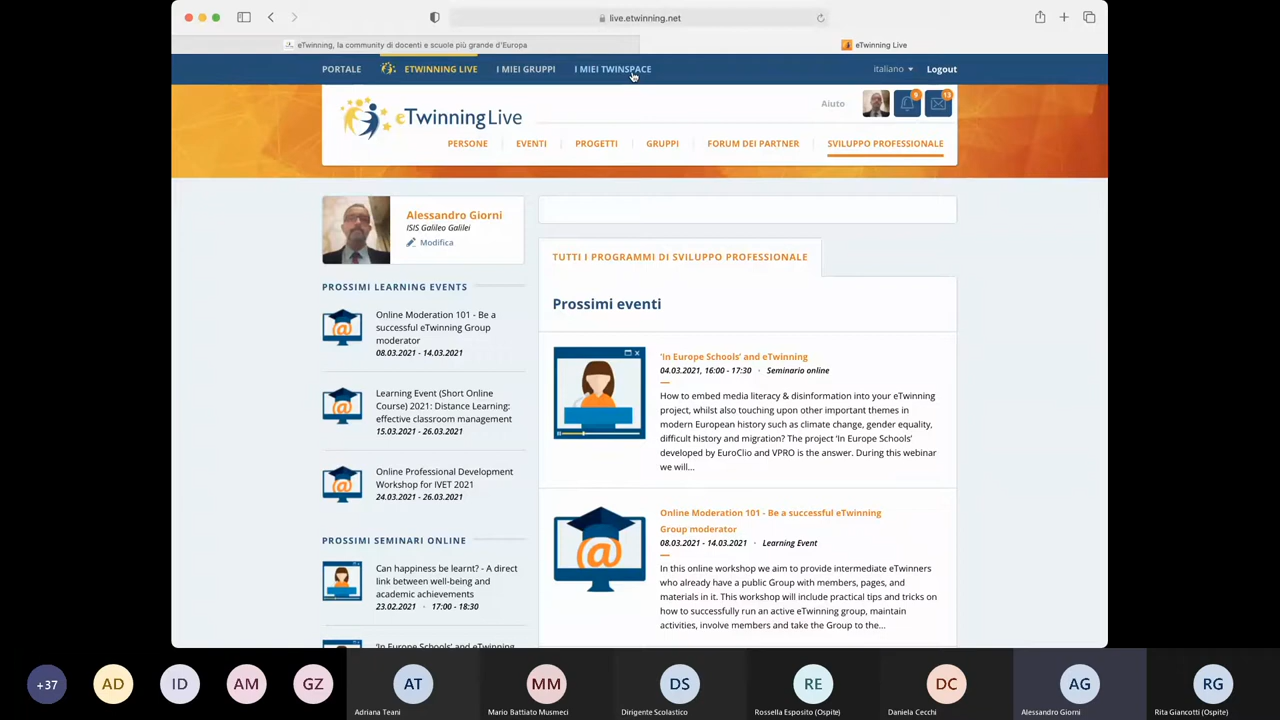 live.etwinning.net
eTwinning, la community di docenti e scuole più grande d'Europa
eTwinning Live
PORTALE
ETWINNING LIVE
I MIEI GRUPPI
I MIEI TWINSPACE
italiano
Logout
eTwinning Live
Aiuto
9
13
PERSONE
EVENTI
PROGETTI
GRUPPI
FORUM DEI PARTNER
SVILUPPO PROFESSIONALE
Alessandro Giorni
ISIS Galileo Galilei
Modifica
PROSSIMI LEARNING EVENTS
Online Moderation 101 - Be a
successful eTwinning Group
moderator
08.03.2021 - 14.03.2021
Learning Event (Short Online
Course) 2021: Distance Learning:
effective classroom management
15.03.2021 - 26.03.2021
Online Professional Development
Workshop for IVET 2021
24.03.2021 - 26.03.2021
PROSSIMI SEMINARI ONLINE
Can happiness be learnt? - A direct
link between well-being and
academic achievements
23.02.2021 · 17:00 - 18:30
'In Europe Schools' and eTwinning
TUTTI I PROGRAMMI DI SVILUPPO PROFESSIONALE
Prossimi eventi
'In Europe Schools' and eTwinning
04.03.2021, 16:00 - 17:30 · Seminario online
How to embed media literacy & disinformation into your eTwinning
project, whilst also touching upon other important themes in
modern European history such as climate change, gender equality,
difficult history and migration? The project 'In Europe Schools'
developed by EuroClio and VPRO is the answer. During this webinar
we will...
Online Moderation 101 - Be a successful eTwinning
Group moderator
08.03.2021 - 14.03.2021 · Learning Event
In this online workshop we aim to provide intermediate eTwinners
who already have a public Group with members, pages, and
materials in it. This workshop will include practical tips and tricks on
how to successfully run an active eTwinning group, maintain
activities, involve members and take the Group to the...
+37
AD
ID
AM
GZ
AT
Adriana Teani
MM
Mario Battiato Musmeci
DS
Dirigente Scolastico
RE
Rossella Esposito (Ospite)
DC
Daniela Cecchi
AG
Alessandro Giorni
RG
Rita Giancotti (Ospite)